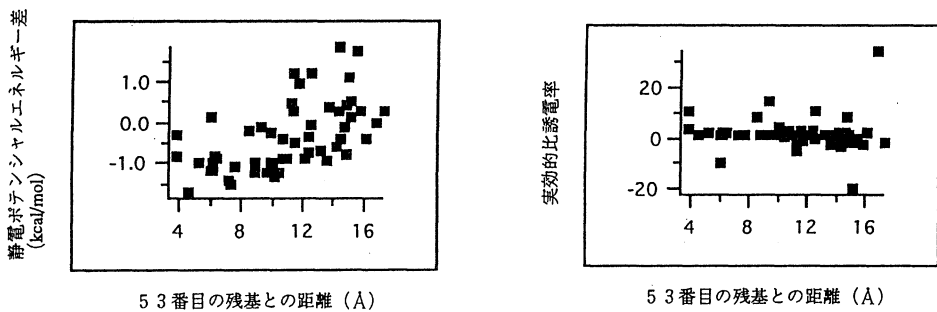 静電ポテンシャルエネルギー差
(kcal/mol)
1.0
0.0
-1.0
4 8 12 16
53番目の残基との距離（Å）
実効的比誘電率
20
0
-20
4 8 12 16
53番目の残基との距離（Å）